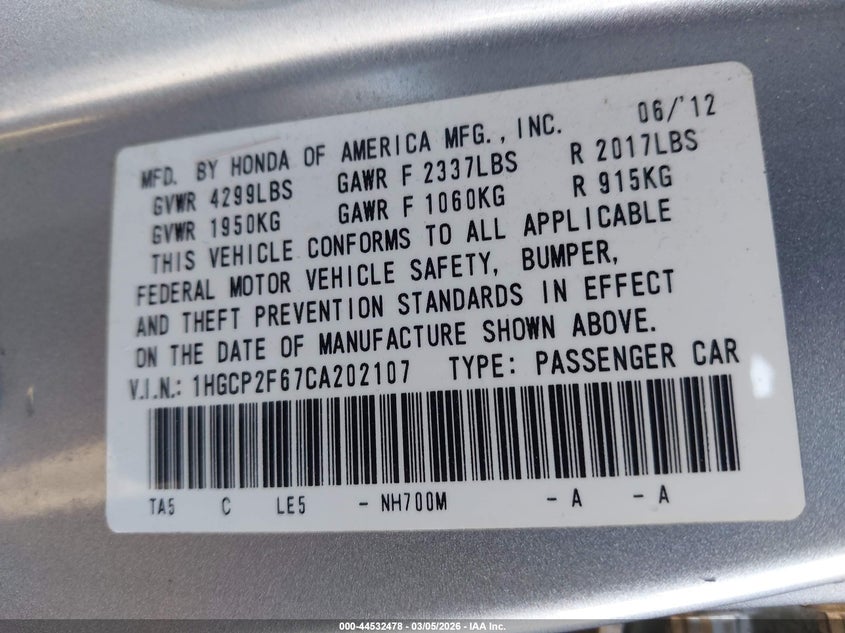 06/'12
MFD. BY HONDA OF AMERICA MFG., INC.
GVWR 4299LBS GAWR F 2337LBS R 2017LBS
GVWR 1950KG GAWR F 1060KG R 915KG
THIS VEHICLE CONFORMS TO ALL APPLICABLE
FEDERAL MOTOR VEHICLE SAFETY, BUMPER,
AND THEFT PREVENTION STANDARDS IN EFFECT
ON THE DATE OF MANUFACTURE SHOWN ABOVE.
V.I.N.: 1HGCP2F67CA202107 TYPE: PASSENGER CAR
TA5 C LE5 - NH700M - A - A
000-44532478 - 03/05/2026 - IAA Inc.